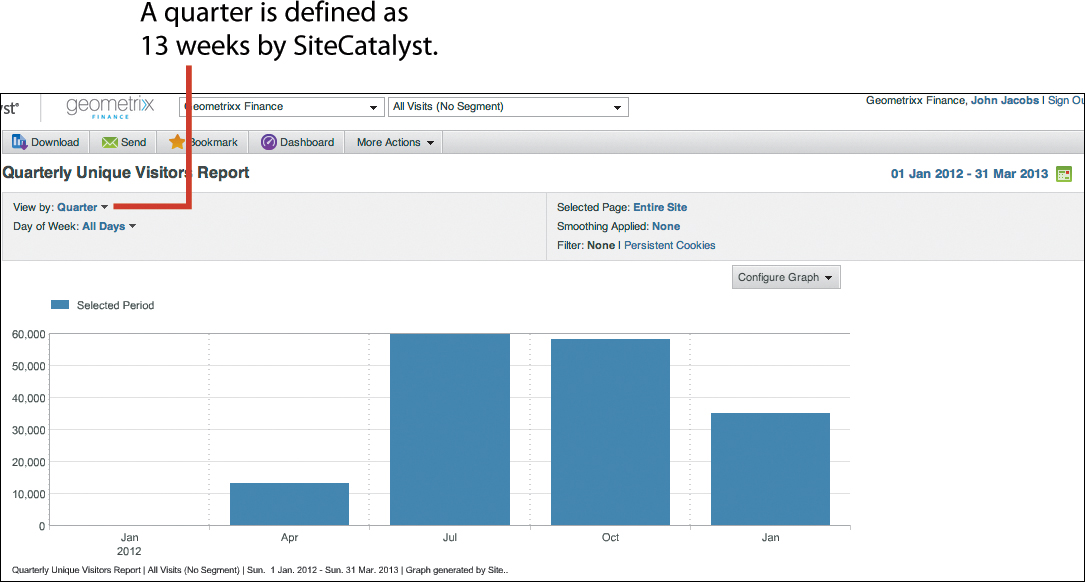 A quarter is defined as
13 weeks by SiteCatalyst.
geometrixx
FINANCE
Geometrixx Finance
All Visits (No Segment)
Geometrixx Finance, John Jacobs I Sign
Download
Send
Bookmark
Dashboard
More Actions
Quarterly Unique Visitors Report
01 Jan 2012 - 31 Mar 2013
View by: Quarter
Day of Week: All Days
Selected Page: Entire Site
Smoothing Applied: None
Filter: None I Persistent Cookies
Configure Graph
Selected Period
60,000
50,000
40,000
30,000
20,000
10,000
0
Jan
2012
Apr
Jul
Oct
Jan
Quarterly Unique Visitors Report | All Visits (No Segment) | Sun. 1 Jan. 2012 - Sun. 31 Mar. 2013 | Graph generated by Site..